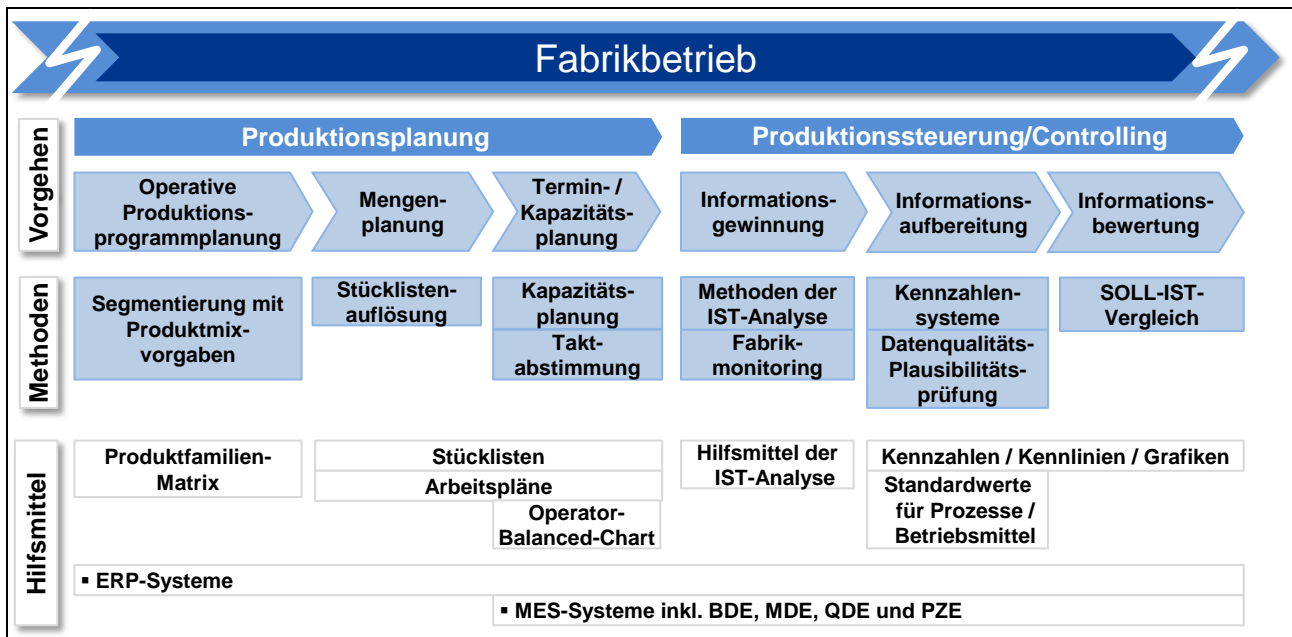 Fabrikbetrieb
Vorgehen
Produktionsplanung
Produktionssteuerung/Controlling
Operative
Produktions-
programmplanung
Mengen-
planung
Termin- /
Kapazitäts-
planung
Informations-
gewinnung
Informations-
aufbereitung
Informations-
bewertung
Methoden
Segmentierung mit
Produktmix-
vorgaben
Stücklisten-
auflösung
Kapazitäts-
planung
Takt-
abstimmung
Methoden der
IST-Analyse
Fabrik-
monitoring
Kennzahlen-
systeme
Datenqualitäts-
Plausibilitäts-
prüfung
SOLL-IST-
Vergleich
Hilfsmittel
Produktfamilien-
Matrix
Stücklisten
Arbeitspläne
Operator-
Balanced-Chart
Hilfsmittel der
IST-Analyse
Kennzahlen / Kennlinien / Grafiken
Standardwerte
für Prozesse /
Betriebsmittel
▪ ERP-Systeme
▪ MES-Systeme inkl. BDE, MDE, QDE und PZE